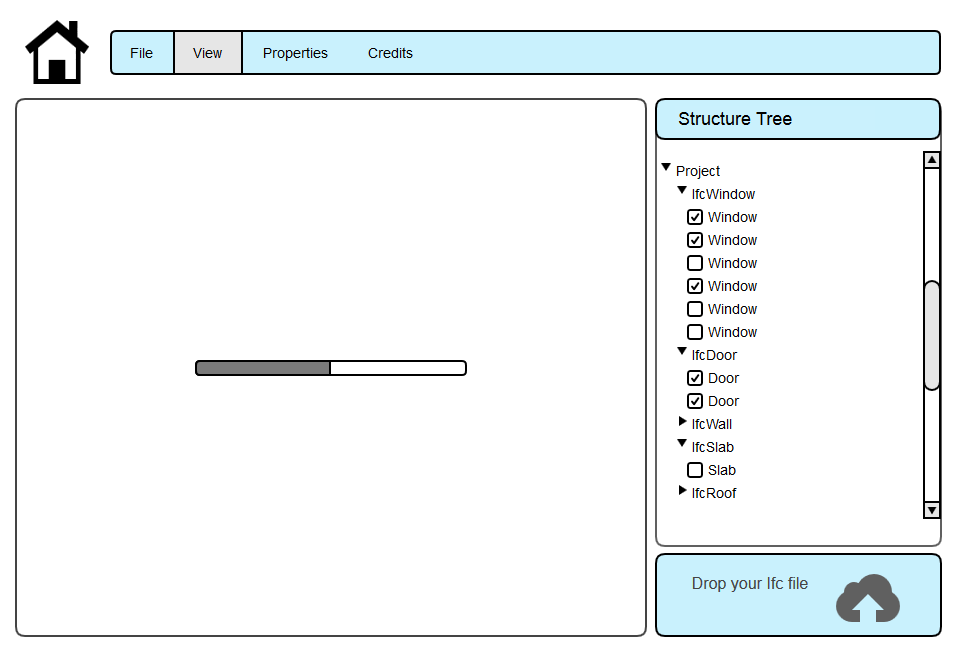 File View Properties Credits
Structure Tree
Project
IfcWindow
Window
Window
Window
Window
Window
Window
IfcDoor
Door
Door
IfcWall
IfcSlab
Slab
IfcRoof
Drop your Ifc file